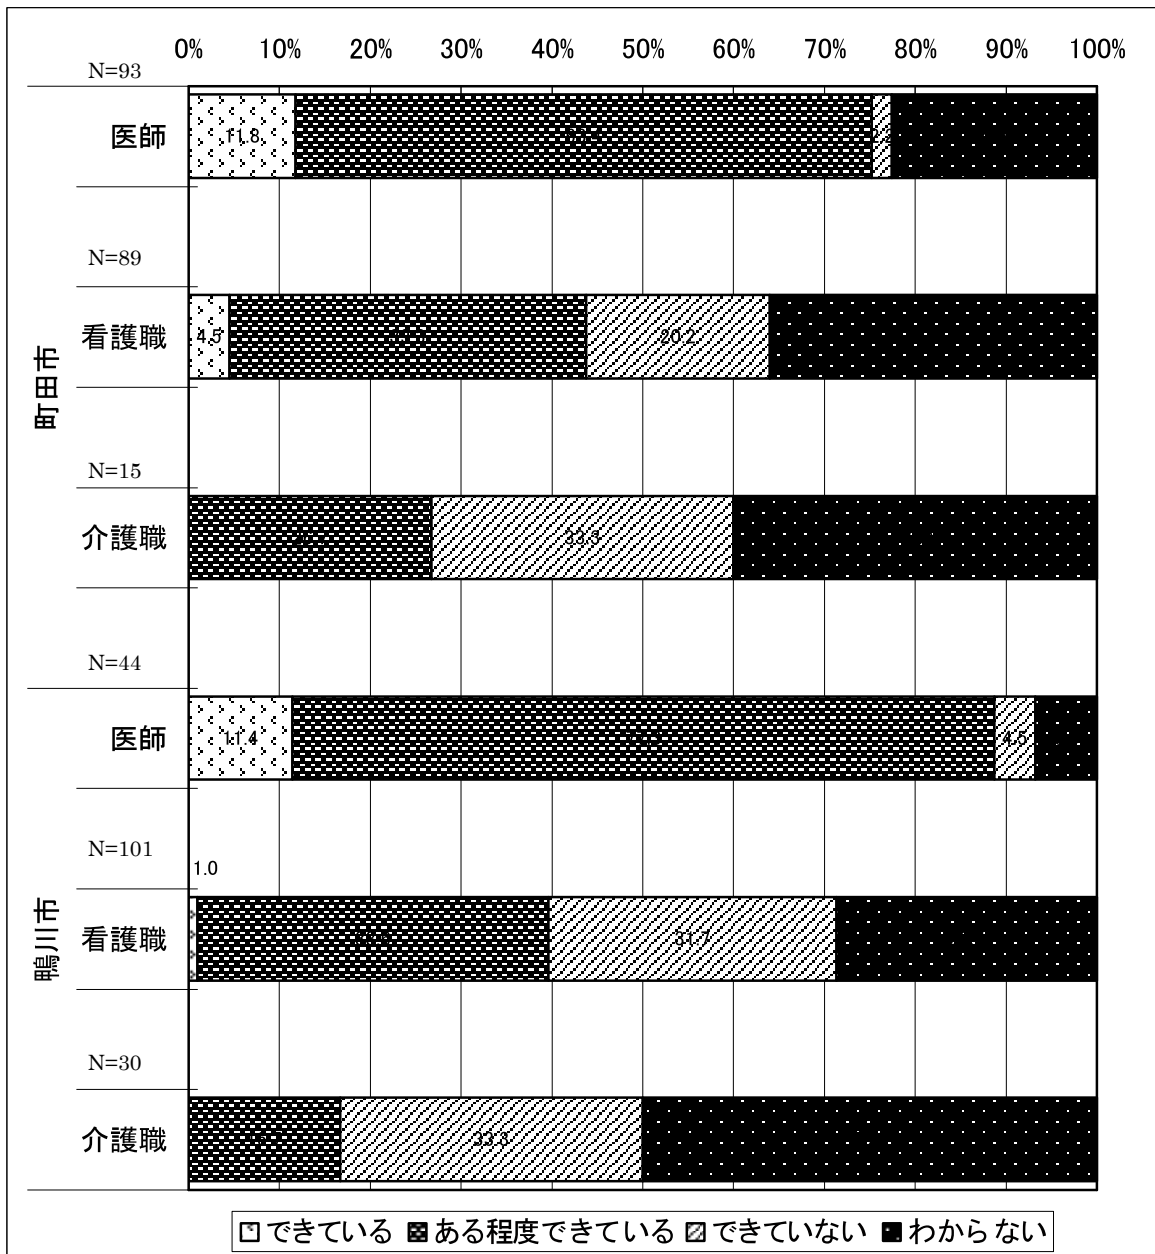 0% 10% 20% 30% 40% 50% 60% 70% 80% 90% 100%
N=93
医師
11.8
N=89
看護職
4.5
20.2
町田市
N=15
介護職
33.3
N=44
医師
11.4
4.5
N=101
1.0
看護職
31.7
鴨川市
N=30
介護職
33.3
できている ある程度できている できていない わからない